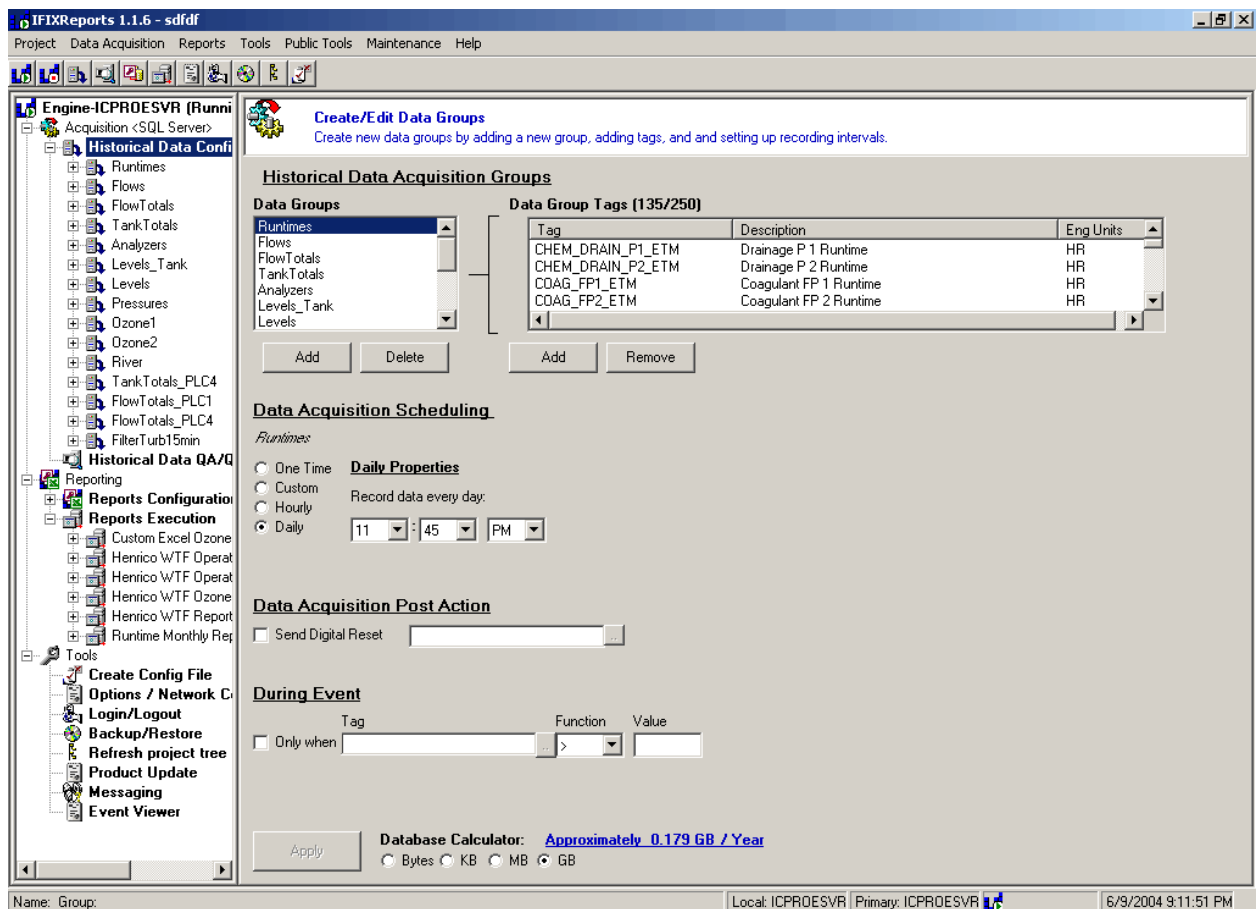 IFIXReports 1.1.6 - sdfdf
Project Data Acquisition Reports Tools Public Tools Maintenance Help
Engine-ICPROESVR (Runni
Acquisition <SQL Server>
Historical Data Confi
Runtimes
Flows
FlowTotals
TankTotals
Analyzers
Levels_Tank
Levels
Pressures
Ozone1
Ozone2
River
TankTotals_PLC4
FlowTotals_PLC1
FlowTotals_PLC4
FilterTurb15min
Historical Data QA/Q
Reporting
Reports Configuration
Reports Execution
Custom Excel Ozone
Henrico WTF Operat
Henrico WTF Operat
Henrico WTF Ozone
Henrico WTF Report
Runtime Monthly Rep
Tools
Create Config File
Options / Network C
Login/Logout
Backup/Restore
Refresh project tree
Product Update
Messaging
Event Viewer
Create/Edit Data Groups
Create new data groups by adding a new group, adding tags, and and setting up recording intervals.
Historical Data Acquisition Groups
Data Groups
Runtimes
Flows
FlowTotals
TankTotals
Analyzers
Levels_Tank
Levels
Add Delete
Data Group Tags (135/250)
Tag Description Eng Units
CHEM_DRAIN_P1_ETM Drainage P 1 Runtime HR
CHEM_DRAIN_P2_ETM Drainage P 2 Runtime HR
COAG_FP1_ETM Coagulant FP 1 Runtime HR
COAG_FP2_ETM Coagulant FP 2 Runtime HR
Add Remove
Data Acquisition Scheduling
Runtimes
One Time
Custom
Hourly
Daily
Daily Properties
Record data every day:
11 : 45 PM
Data Acquisition Post Action
Send Digital Reset ..
During Event
Tag Function Value
Only when .. >
Apply
Database Calculator: Approximately 0.179 GB / Year
Bytes KB MB GB
Name: Group: Local: ICPROESVR Primary: ICPROESVR 6/9/2004 9:11:51 PM